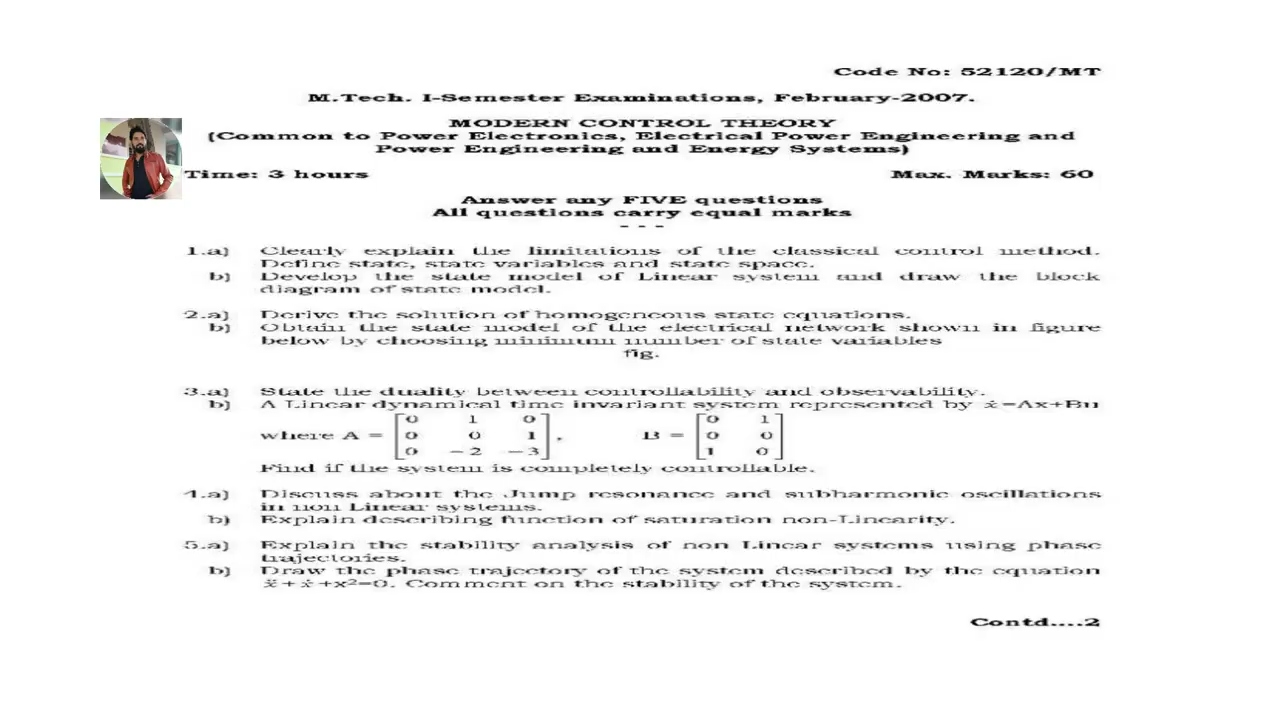 Code No: 52120/MT
M.Tech. I-Semester Examinations, February-2007.
MODERN CONTROL THEORY
(Common to Power Electronics, Electrical Power Engineering and
Power Engineering and Energy Systems)
Time: 3 hours Max. Marks: 60
Answer any FIVE questions
All questions carry equal marks
- - -
1.a) Clearly explain the limitations of the classical control method.
Define state, state variables and state space.
b) Develop the state model of Linear system and draw the block
diagram of state model.
2.a) Derive the solution of homogeneous state equations.
b) Obtain the state model of the electrical network shown in figure
below by choosing minimum number of state variables
fig.
3.a) State the duality between controllability and observability.
b) A Linear dynamical time invariant system represented by ẋ=Ax+Bu
0 1 0 0 1
where A = 0 0 1 , B = 0 0
0 −2 −3 1 0
Find if the system is completely controllable.
4.a) Discuss about the Jump resonance and subharmonic oscillations
in non Linear systems.
b) Explain describing function of saturation non-Linearity.
5.a) Explain the stability analysis of non Linear systems using phase
trajectories.
b) Draw the phase trajectory of the system described by the equation
ẍ+ẋ+x²=0. Comment on the stability of the system.
Contd....2